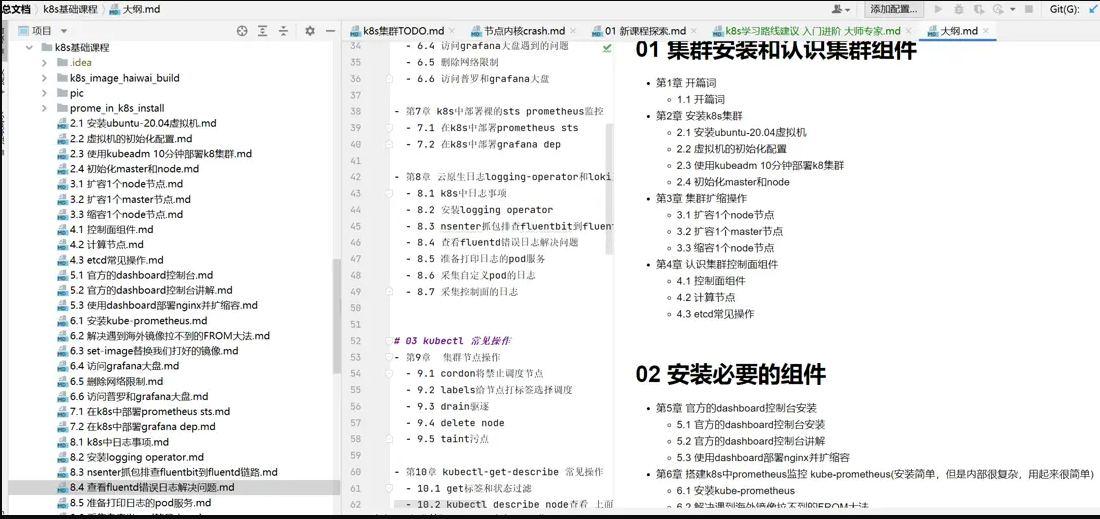 总文档 › k8s基础课程 › 大纲.md
添加配置...
Git(G):
项目
k8s集群TODO.md
节点内核crash.md
01 新课程探索.md
k8s学习路线建议 入门进阶 大师专家.md
大纲.md
k8s基础课程
.idea
k8s_image_haiwai_build
pic
prome_in_k8s_install
2.1 安装ubuntu-20.04虚拟机.md
2.2 虚拟机的初始化配置.md
2.3 使用kubeadm 10分钟部署k8集群.md
2.4 初始化master和node.md
3.1 扩容1个node节点.md
3.2 扩容1个master节点.md
3.3 缩容1个node节点.md
4.1 控制面组件.md
4.2 计算节点.md
4.3 etcd常见操作.md
5.1 官方的dashboard控制台.md
5.2 官方的dashboard控制台讲解.md
5.3 使用dashboard部署nginx并扩缩容.md
6.1 安装kube-prometheus.md
6.2 解决遇到海外镜像拉不到的FROM大法.md
6.3 set-image替换我们打好的镜像.md
6.4 访问grafana大盘.md
6.5 删除网络限制.md
6.6 访问普罗和grafana大盘.md
7.1 在k8s中部署prometheus sts.md
7.2 在k8s中部署grafana dep.md
8.1 k8s中日志事项.md
8.2 安装logging operator.md
8.3 nsenter抓包排查fluentbit到fluentd链路.md
8.4 查看fluentd错误日志解决问题.md
8.5 准备打印日志的pod服务.md
34 - 6.4 访问grafana大盘遇到的问题
35 - 6.5 删除网络限制
36 - 6.6 访问普罗和grafana大盘
37
38 - 第7章 k8s中部署裸的sts prometheus监控
39 - 7.1 在k8s中部署prometheus sts
40 - 7.2 在k8s中部署grafana dep
41
42 - 第8章 云原生日志logging-operator和loki
43 - 8.1 k8s中日志事项
44 - 8.2 安装logging operator
45 - 8.3 nsenter抓包排查fluentbit到fluent
46 - 8.4 查看fluentd错误日志解决问题
47 - 8.5 准备打印日志的pod服务
48 - 8.6 采集自定义pod的日志
49 - 8.7 采集控制面的日志
50
51
52 # 03 kubectl 常见操作
53 - 第9章 集群节点操作
54 - 9.1 cordon将禁止调度节点
55 - 9.2 labels给节点打标签选择调度
56 - 9.3 drain驱逐
57 - 9.4 delete node
58 - 9.5 taint污点
59
60 - 第10章 kubectl-get-describe 常见操作
61 - 10.1 get标签和状态过滤
62 - 10.2 kubectl describe node查看 上面
01 集群安装和认识集群组件
第1章 开篇词
1.1 开篇词
第2章 安装k8s集群
2.1 安装ubuntu-20.04虚拟机
2.2 虚拟机的初始化配置
2.3 使用kubeadm 10分钟部署k8集群
2.4 初始化master和node
第3章 集群扩缩操作
3.1 扩容1个node节点
3.2 扩容1个master节点
3.3 缩容1个node节点
第4章 认识集群控制面组件
4.1 控制面组件
4.2 计算节点
4.3 etcd常见操作
02 安装必要的组件
第5章 官方的dashboard控制台安装
5.1 官方的dashboard控制台安装
5.2 官方的dashboard控制台讲解
5.3 使用dashboard部署nginx并扩缩容
第6章 搭建k8s中prometheus监控 kube-prometheus(安装简单，但是内部很复杂，用起来很简单)
6.1 安装kube-prometheus
6.2 解决遇到海外镜像拉不到的FROM大法